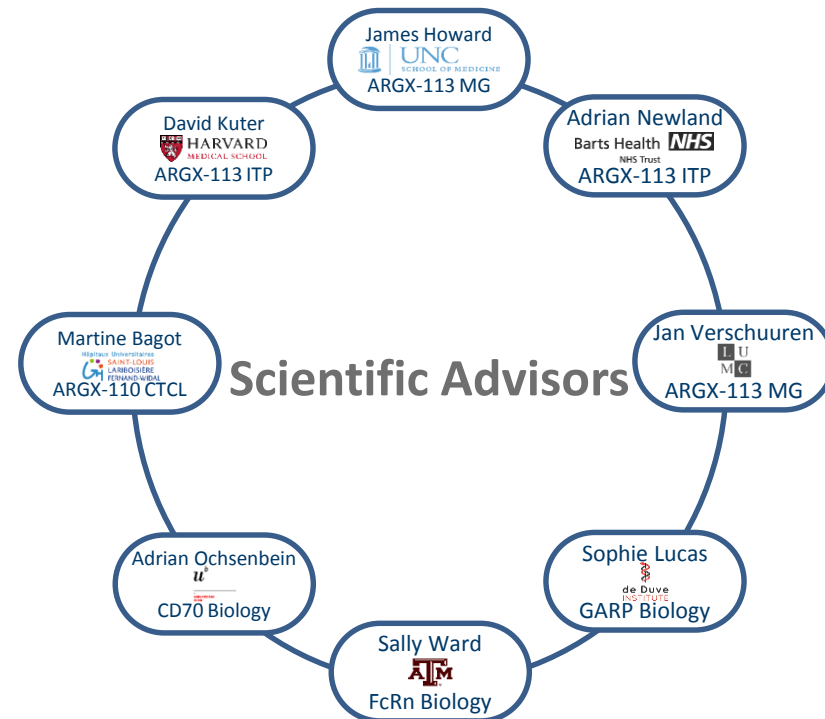 James Howard
UNC
SCHOOL OF MEDICINE
ARGX-113 MG
Adrian Newland
Barts Health NHS
NHS Trust
ARGX-113 ITP
Jan Verschuuren
L U
M C
ARGX-113 MG
Sophie Lucas
de Duve
INSTITUTE
GARP Biology
Sally Ward
ATM
FcRn Biology
Adrian Ochsenbein
u b
CD70 Biology
Martine Bagot
Hôpitaux Universitaires
SAINT-LOUIS
LARIBOISIÈRE
FERNAND-WIDAL
ARGX-110 CTCL
David Kuter
HARVARD
MEDICAL SCHOOL
ARGX-113 ITP
Scientific Advisors